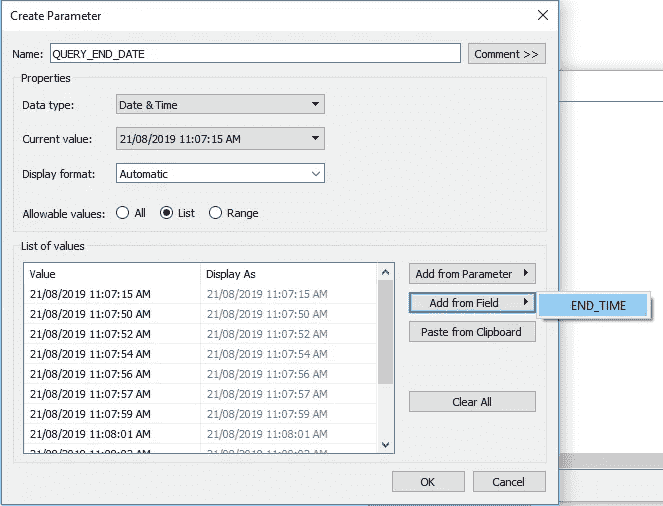 Create Parameter
Name: QUERY_END_DATE Comment >>
Properties
Data type: Date & Time
Current value: 21/08/2019 11:07:15 AM
Display format: Automatic
Allowable values: All List Range
List of values
Value Display As
21/08/2019 11:07:15 AM 21/08/2019 11:07:15 AM
21/08/2019 11:07:50 AM 21/08/2019 11:07:50 AM
21/08/2019 11:07:52 AM 21/08/2019 11:07:52 AM
21/08/2019 11:07:54 AM 21/08/2019 11:07:54 AM
21/08/2019 11:07:56 AM 21/08/2019 11:07:56 AM
21/08/2019 11:07:57 AM 21/08/2019 11:07:57 AM
21/08/2019 11:07:59 AM 21/08/2019 11:07:59 AM
21/08/2019 11:08:01 AM 21/08/2019 11:08:01 AM
Add from Parameter
Add from Field END_TIME
Paste from Clipboard
Clear All
OK Cancel